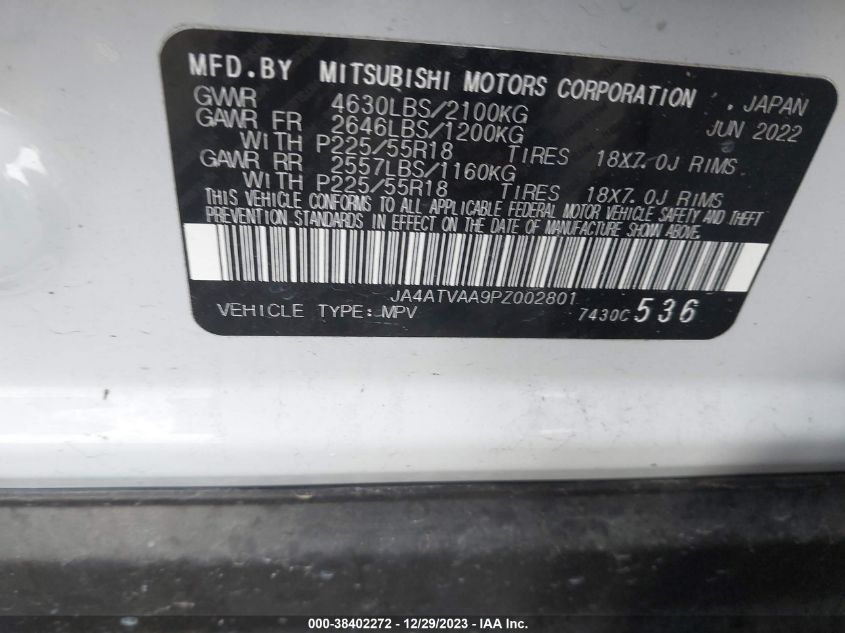 MFD.BY MITSUBISHI MOTORS CORPORATION , JAPAN
GVWR 4630LBS/2100KG JUN 2022
GAWR FR 2646LBS/1200KG
WITH P225/55R18 TIRES 18X7.0J RIMS
GAWR RR 2557LBS/1160KG
WITH P225/55R18 TIRES 18X7.0J RIMS
THIS VEHICLE CONFORMS TO ALL APPLICABLE FEDERAL MOTOR VEHICLE SAFETY AND THEFT
PREVENTION STANDARDS IN EFFECT ON THE DATE OF MANUFACTURE SHOWN ABOVE.
JA4ATVAA9PZ002801
VEHICLE TYPE:MPV 7430C 536
000-38402272 - 12/29/2023 - IAA Inc.